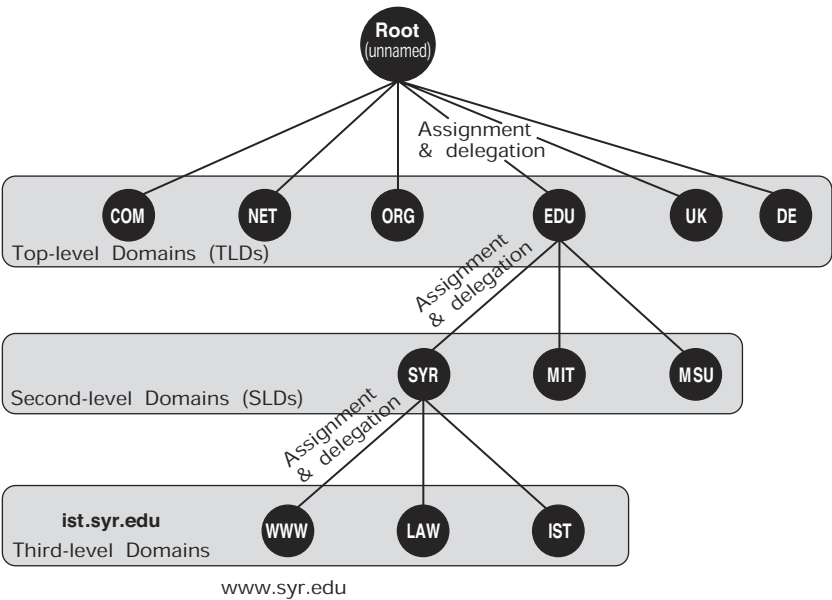 Root
(unnamed)
Assignment
& delegation
COM
NET
ORG
EDU
UK
DE
Top-level Domains (TLDs)
Assignment
& delegation
SYR
MIT
MSU
Second-level Domains (SLDs)
Assignment
& delegation
ist.syr.edu
WWW
LAW
IST
Third-level Domains
www.syr.edu